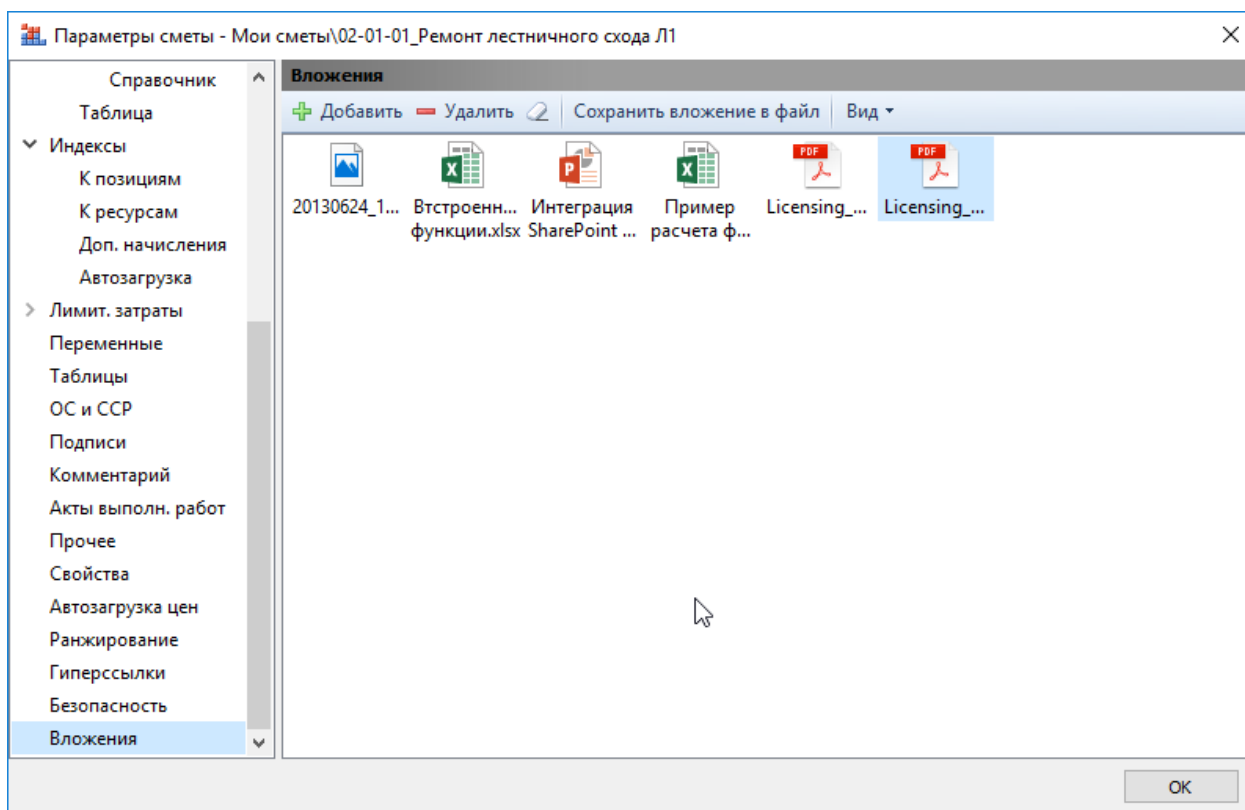 Параметры сметы - Мои сметы\02-01-01_Ремонт лестничного схода Л1
Справочник
Таблица
Индексы
К позициям
К ресурсам
Доп. начисления
Автозагрузка
Лимит. затраты
Переменные
Таблицы
ОС и ССР
Подписи
Комментарий
Акты выполн. работ
Прочее
Свойства
Автозагрузка цен
Ранжирование
Гиперссылки
Безопасность
Вложения
Вложения
Добавить Удалить Сохранить вложение в файл Вид
20130624_1... Втстроенн... Интеграция Пример Licensing_... Licensing_...
функции.xlsx SharePoint ... расчета ф...
PDF PDF
OK